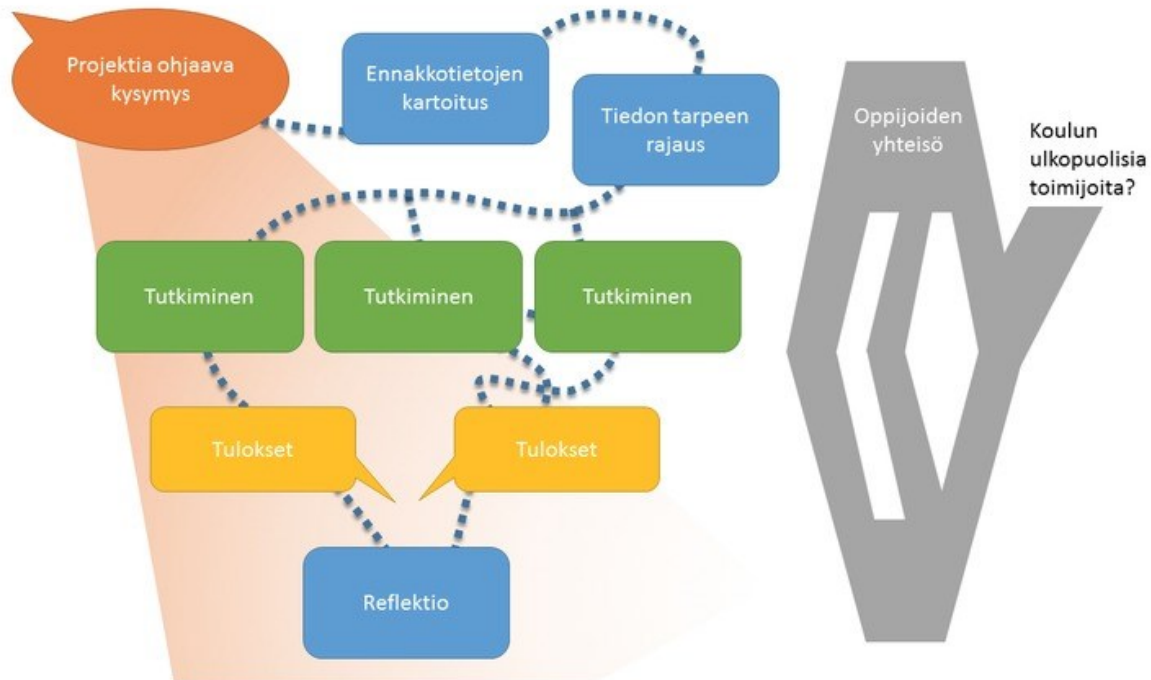 Projektia ohjaava
kysymys
Ennakkotietojen
kartoitus
Tiedon tarpeen
rajaus
Oppijoiden
yhteisö
Koulun
ulkopuolisia
toimijoita?
Tutkiminen
Tutkiminen
Tutkiminen
Tulokset
Tulokset
Reflektio